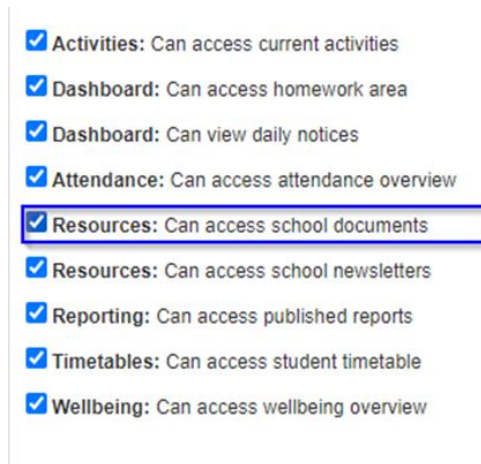 Activities: Can access current activities
Dashboard: Can access homework area
Dashboard: Can view daily notices
Attendance: Can access attendance overview
Resources: Can access school documents
Resources: Can access school newsletters
Reporting: Can access published reports
Timetables: Can access student timetable
Wellbeing: Can access wellbeing overview